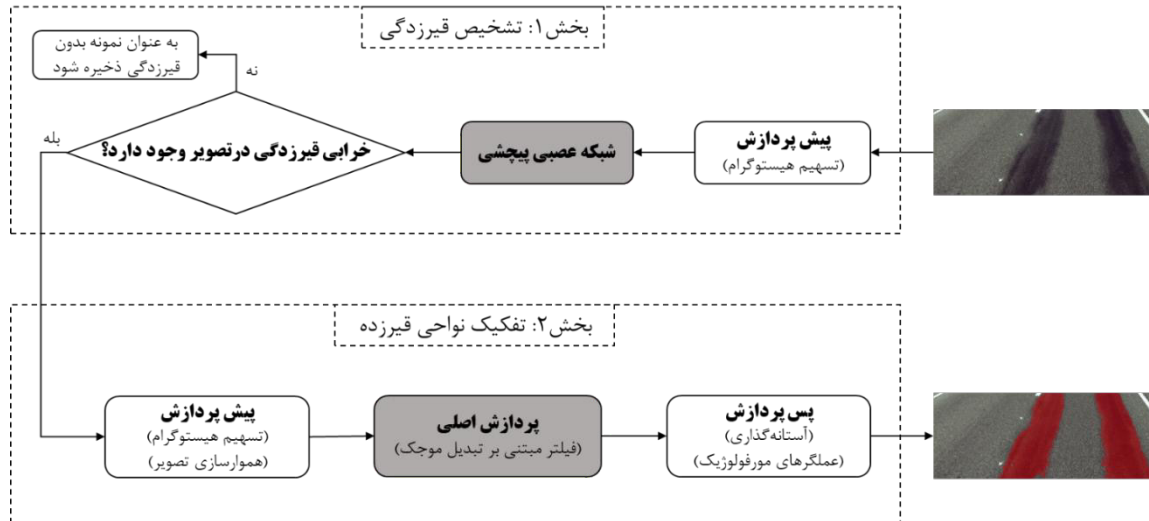 بخش۱: تشخیص قیرزدگی
پیش پردازش
(تسهیم هیستوگرام)
شبکه عصبی پیچشی
خرابی قیرزدگی درتصویر وجود دارد؟
نه
به عنوان نمونه بدون
قیرزدگی ذخیره شود
بله
بخش۲: تفکیک نواحی قیرزده
پیش پردازش
(تسهیم هیستوگرام)
(هموارسازی تصویر)
پردازش اصلی
(فیلتر مبتنی بر تبدیل موجک)
پس پردازش
(آستانه‌گذاری)
(عملگرهای مورفولوژیک)